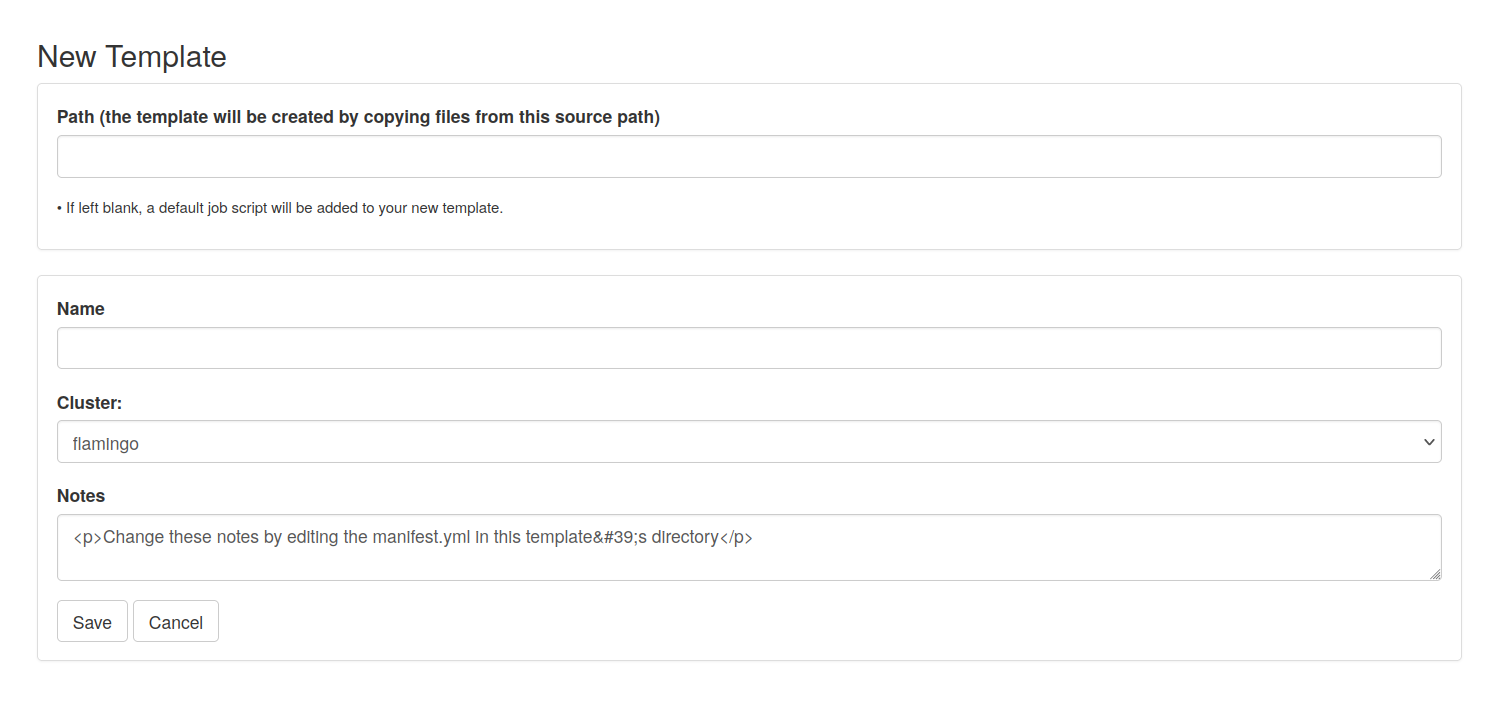 New Template
Path (the template will be created by copying files from this source path)
• If left blank, a default job script will be added to your new template.
Name
Cluster:
flamingo
Notes
<p>Change these notes by editing the manifest.yml in this template&#39;s directory</p>
Save Cancel